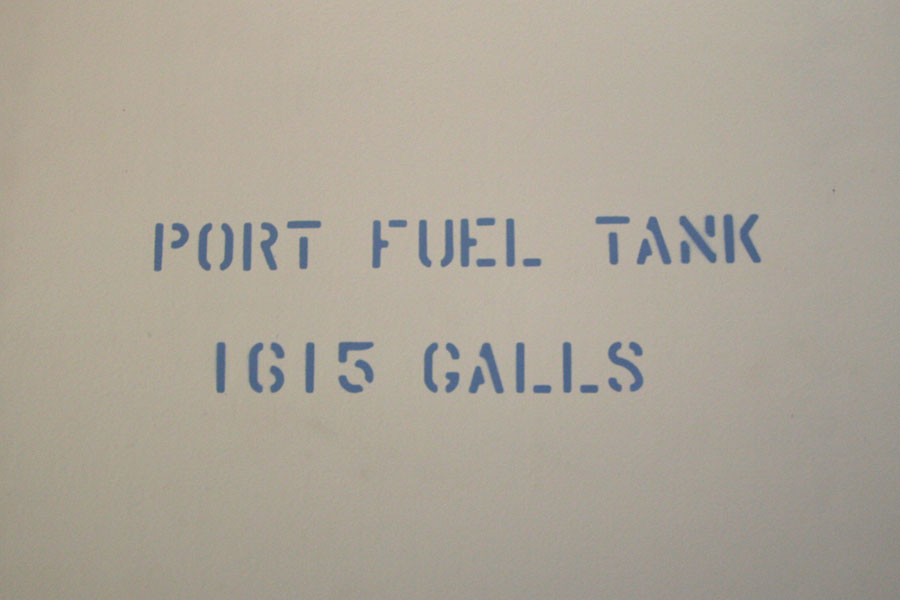 PORT FUEL TANK
1615 GALLS